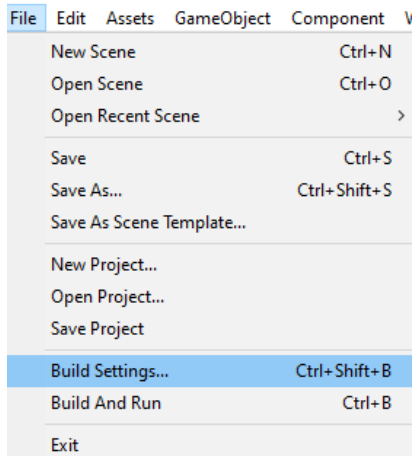 File Edit Assets GameObject Component
New Scene Ctrl+N
Open Scene Ctrl+O
Open Recent Scene >
Save Ctrl+S
Save As... Ctrl+Shift+S
Save As Scene Template...
New Project...
Open Project...
Save Project
Build Settings... Ctrl+Shift+B
Build And Run Ctrl+B
Exit